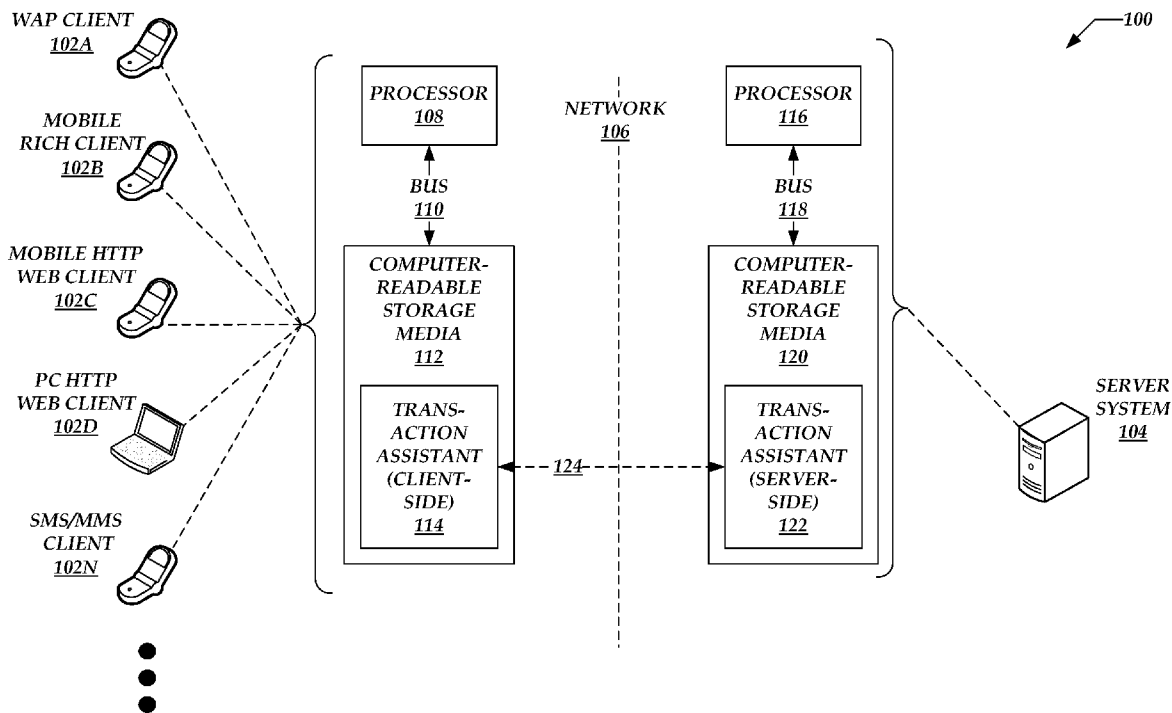 100
WAP CLIENT
102A
MOBILE
RICH CLIENT
102B
MOBILE HTTP
WEB CLIENT
102C
PC HTTP
WEB CLIENT
102D
SMS/MMS
CLIENT
102N
PROCESSOR
108
BUS
110
COMPUTER-
READABLE
STORAGE
MEDIA
112
TRANS-
ACTION
ASSISTANT
(CLIENT-
SIDE)
114
NETWORK
106
124
PROCESSOR
116
BUS
118
COMPUTER-
READABLE
STORAGE
MEDIA
120
TRANS-
ACTION
ASSISTANT
(SERVER-
SIDE)
122
SERVER
SYSTEM
104